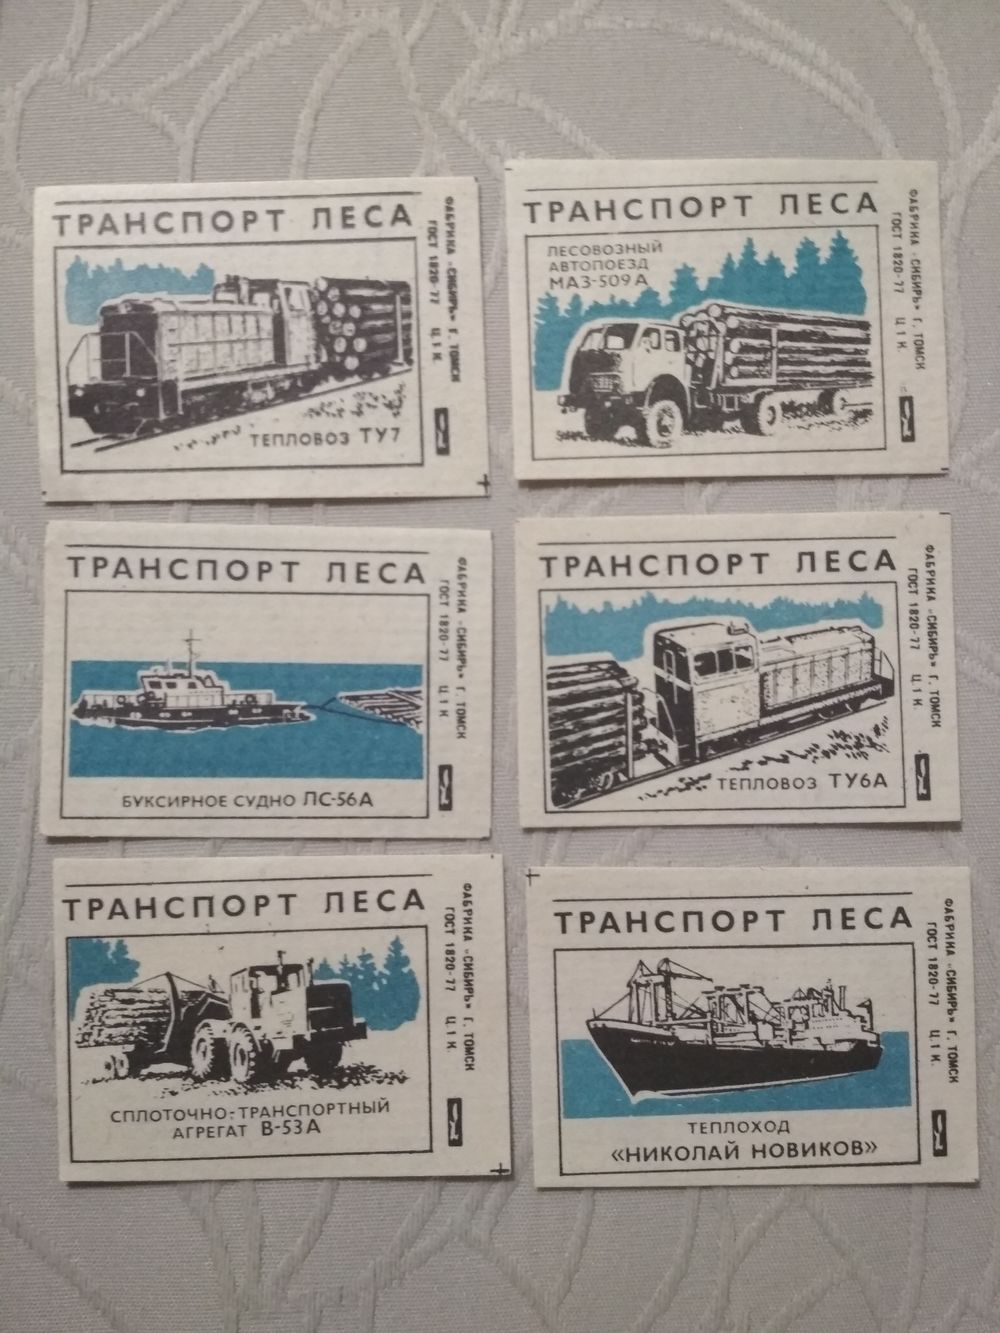 ТРАНСПОРТ ЛЕСА
ТЕПЛОВОЗ ТУ7
ФАБРИКА «СИБИРЬ» Г. ТОМСК
ГОСТ 1820-77 Ц. 1 К.
ТРАНСПОРТ ЛЕСА
ЛЕСОВОЗНЫЙ
АВТОПОЕЗД
МАЗ-509А
ФАБРИКА «СИБИРЬ» Г. ТОМСК
ГОСТ 1820-77 Ц. 1 К.
ТРАНСПОРТ ЛЕСА
БУКСИРНОЕ СУДНО ЛС-56А
ФАБРИКА «СИБИРЬ» Г. ТОМСК
ГОСТ 1820-77 Ц. 1 К.
ТРАНСПОРТ ЛЕСА
ТЕПЛОВОЗ ТУ6А
ФАБРИКА «СИБИРЬ» Г. ТОМСК
ГОСТ 1820-77 Ц. 1 К.
ТРАНСПОРТ ЛЕСА
СПЛОТОЧНО-ТРАНСПОРТНЫЙ
АГРЕГАТ В-53А
ФАБРИКА «СИБИРЬ» Г. ТОМСК
ГОСТ 1820-77 Ц. 1 К.
ТРАНСПОРТ ЛЕСА
ТЕПЛОХОД
«НИКОЛАЙ НОВИКОВ»
ФАБРИКА «СИБИРЬ» Г. ТОМСК
ГОСТ 1820-77 Ц. 1 К.